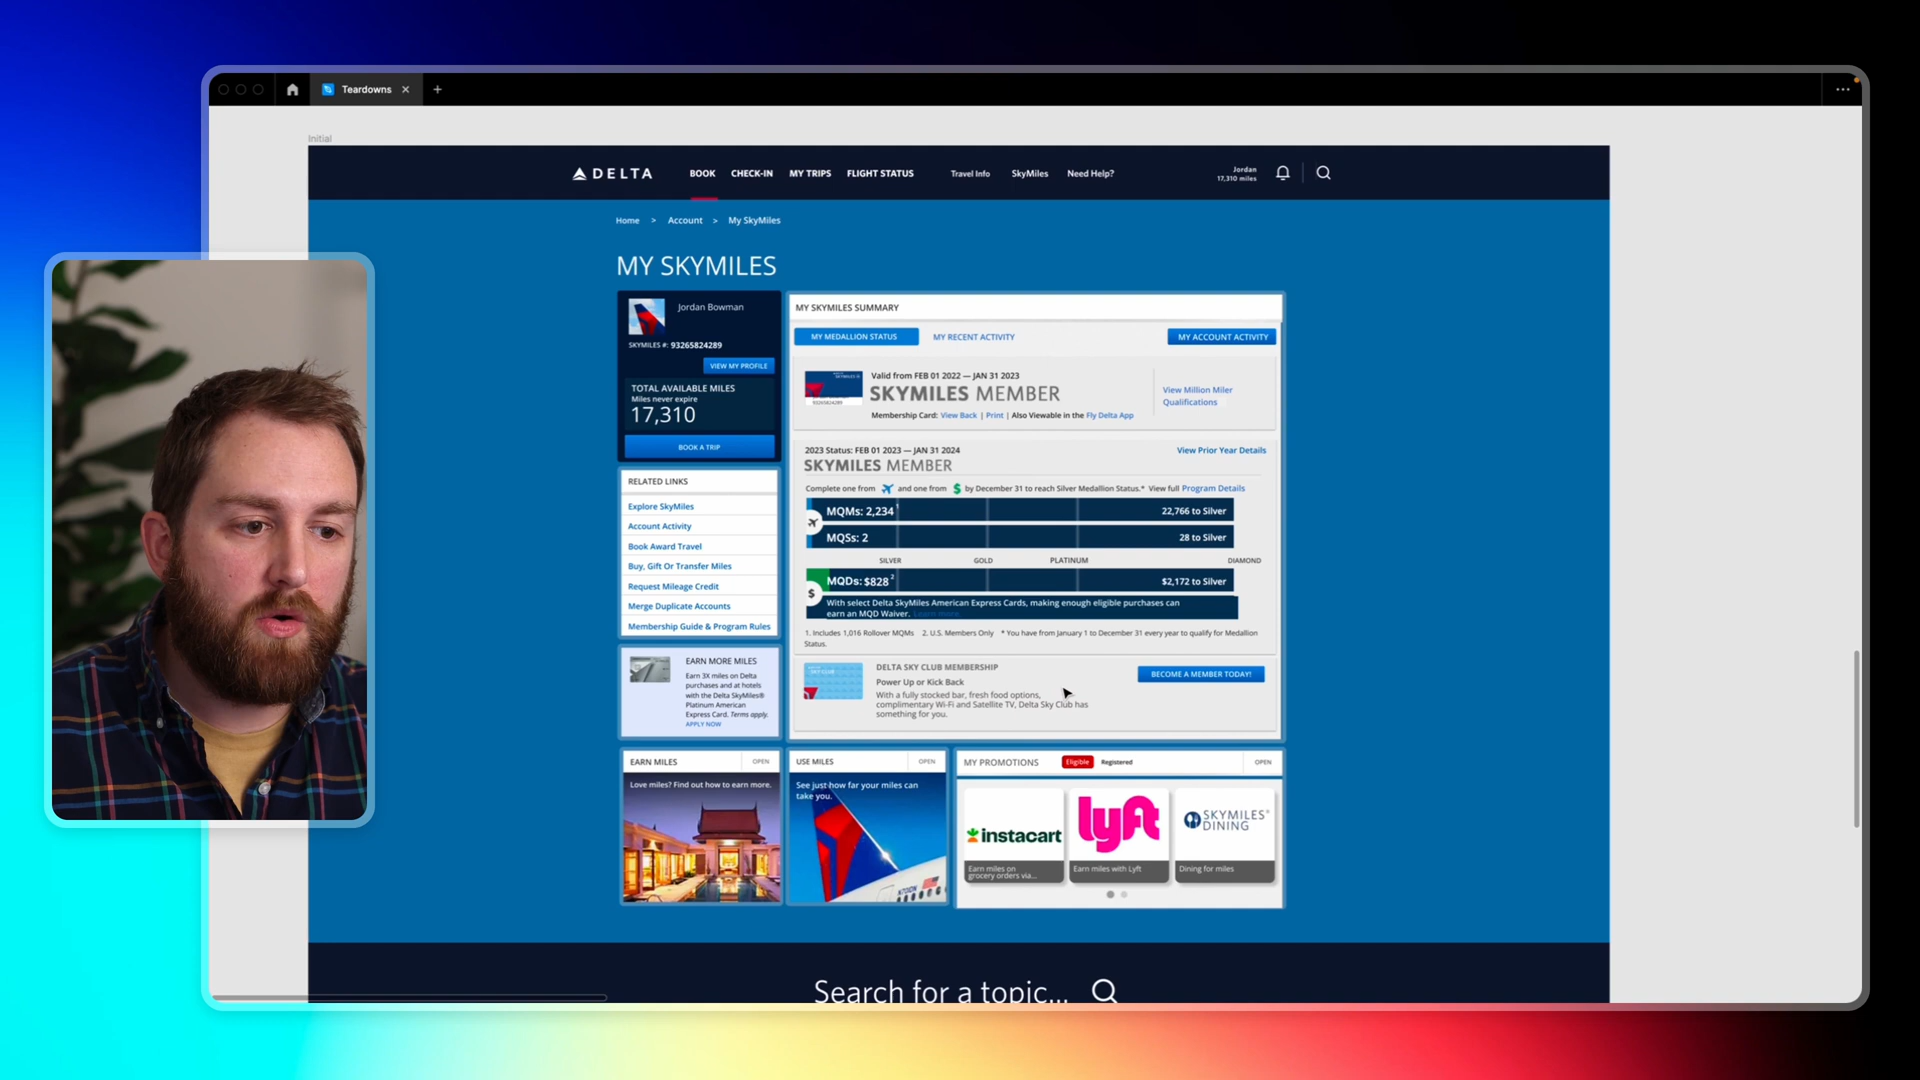 Teardowns
Initial
DELTA
BOOK
CHECK-IN
MY TRIPS
FLIGHT STATUS
Travel Info
SkyMiles
Need Help?
Jordan
17,310 miles
Home > Account > My SkyMiles
MY SKYMILES
Jordan Bowman
SKYMILES #: 93265824289
VIEW MY PROFILE
TOTAL AVAILABLE MILES
Miles never expire
17,310
BOOK A TRIP
RELATED LINKS
Explore SkyMiles
Account Activity
Book Award Travel
Buy, Gift Or Transfer Miles
Request Mileage Credit
Merge Duplicate Accounts
Membership Guide & Program Rules
EARN MORE MILES
Earn 3X miles on Delta
purchases and at hotels
with the Delta SkyMiles®
Platinum American
Express Card. Terms apply.
APPLY NOW
MY SKYMILES SUMMARY
MY MEDALLION STATUS
MY RECENT ACTIVITY
MY ACCOUNT ACTIVITY
Valid from FEB 01 2022 — JAN 31 2023
SKYMILES MEMBER
Membership Card: View Back | Print | Also Viewable in the Fly Delta App
View Million Miler
Qualifications
2023 Status: FEB 01 2023 — JAN 31 2024
View Prior Year Details
SKYMILES MEMBER
Complete one from and one from $ by December 31 to reach Silver Medallion Status.* View full Program Details
MQMs: 2,234 1
22,766 to Silver
MQSs: 2
28 to Silver
SILVER
GOLD
PLATINUM
DIAMOND
$
MQDs: $828 2
$2,172 to Silver
With select Delta SkyMiles American Express Cards, making enough eligible purchases can
earn an MQD Waiver. Learn more
1. Includes 1,016 Rollover MQMs 2. U.S. Members Only * You have from January 1 to December 31 every year to qualify for Medallion
Status.
DELTA SKY CLUB MEMBERSHIP
Power Up or Kick Back
With a fully stocked bar, fresh food options,
complimentary Wi-Fi and Satellite TV, Delta Sky Club has
something for you.
BECOME A MEMBER TODAY!
EARN MILES
OPEN
Love miles? Find out how to earn more.
USE MILES
OPEN
See just how far your miles can
take you.
MY PROMOTIONS
Eligible
Registered
OPEN
instacart
Earn miles on
grocery orders via...
lyft
Earn miles with Lyft
SKYMILES®
DINING
Dining for miles
Search for a topic...